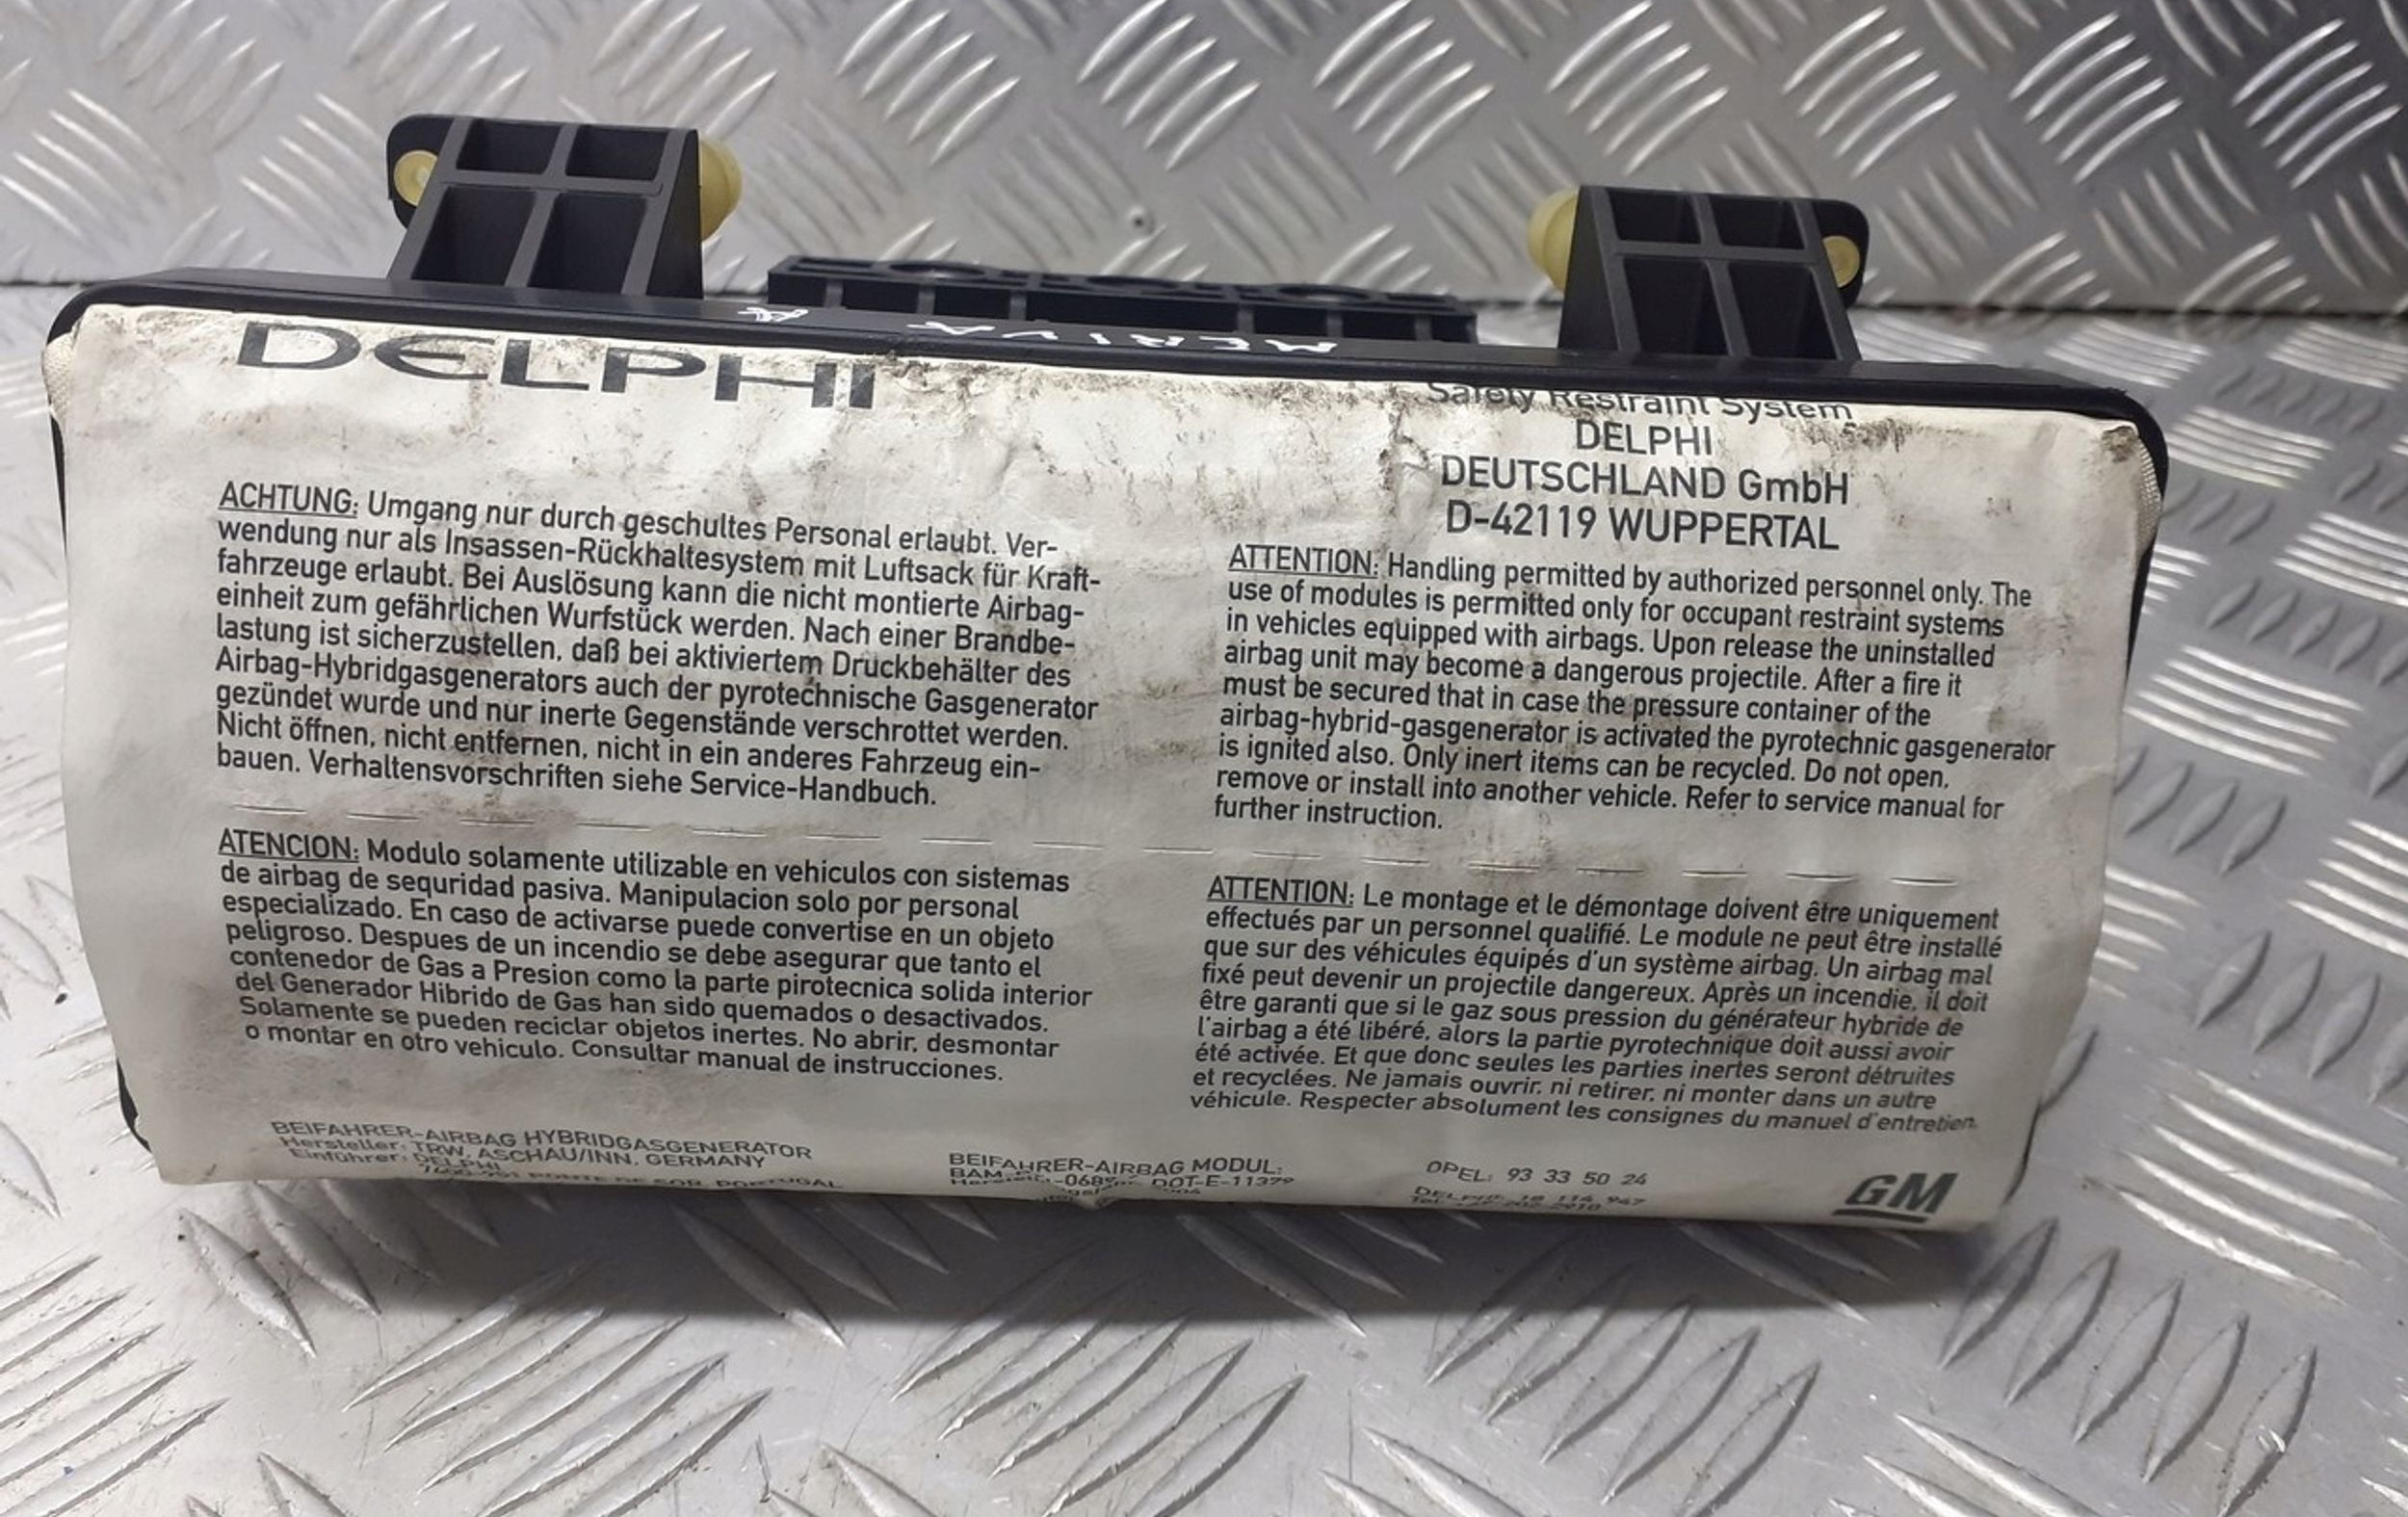 MERIVA A
DELPHI
Safety Restraint System
DELPHI
DEUTSCHLAND GmbH
D-42119 WUPPERTAL
ACHTUNG: Umgang nur durch geschultes Personal erlaubt. Ver-
wendung nur als Insassen-Rückhaltesystem mit Luftsack für Kraft-
fahrzeuge erlaubt. Bei Auslösung kann die nicht montierte Airbag-
einheit zum gefährlichen Wurfstück werden. Nach einer Brandbe-
lastung ist sicherzustellen, daß bei aktiviertem Druckbehälter des
Airbag-Hybridgasgenerators auch der pyrotechnische Gasgenerator
gezündet wurde und nur inerte Gegenstände verschrottet werden.
Nicht öffnen, nicht entfernen, nicht in ein anderes Fahrzeug ein-
bauen. Verhaltensvorschriften siehe Service-Handbuch.
ATTENTION: Handling permitted by authorized personnel only. The
use of modules is permitted only for occupant restraint systems
in vehicles equipped with airbags. Upon release the uninstalled
airbag unit may become a dangerous projectile. After a fire it
must be secured that in case the pressure container of the
airbag-hybrid-gasgenerator is activated the pyrotechnic gasgenerator
is ignited also. Only inert items can be recycled. Do not open,
remove or install into another vehicle. Refer to service manual for
further instruction.
ATENCION: Modulo solamente utilizable en vehiculos con sistemas
de airbag de sequridad pasiva. Manipulacion solo por personal
especializado. En caso de activarse puede convertise en un objeto
peligroso. Despues de un incendio se debe asegurar que tanto el
contenedor de Gas a Presion como la parte pirotecnica solida interior
del Generador Hibrido de Gas han sido quemados o desactivados.
Solamente se pueden reciclar objetos inertes. No abrir, desmontar
o montar en otro vehiculo. Consultar manual de instrucciones.
ATTENTION: Le montage et le démontage doivent être uniquement
effectués par un personnel qualifié. Le module ne peut être installé
que sur des véhicules équipés d'un système airbag. Un airbag mal
fixé peut devenir un projectile dangereux. Après un incendie, il doit
être garanti que si le gaz sous pression du générateur hybride de
l'airbag a été libéré, alors la partie pyrotechnique doit aussi avoir
été activée. Et que donc seules les parties inertes seront détruites
et recyclées. Ne jamais ouvrir, ni retirer, ni monter dans un autre
véhicule. Respecter absolument les consignes du manuel d'entretien.
BEIFAHRER-AIRBAG HYBRIDGASGENERATOR
Hersteller: TRW, ASCHAU/INN, GERMANY
Einführer: DELPHI
PORTUGAL
BEIFAHRER-AIRBAG MODUL:
DOT-E-11379
OPEL: 93 33 50 24
GM